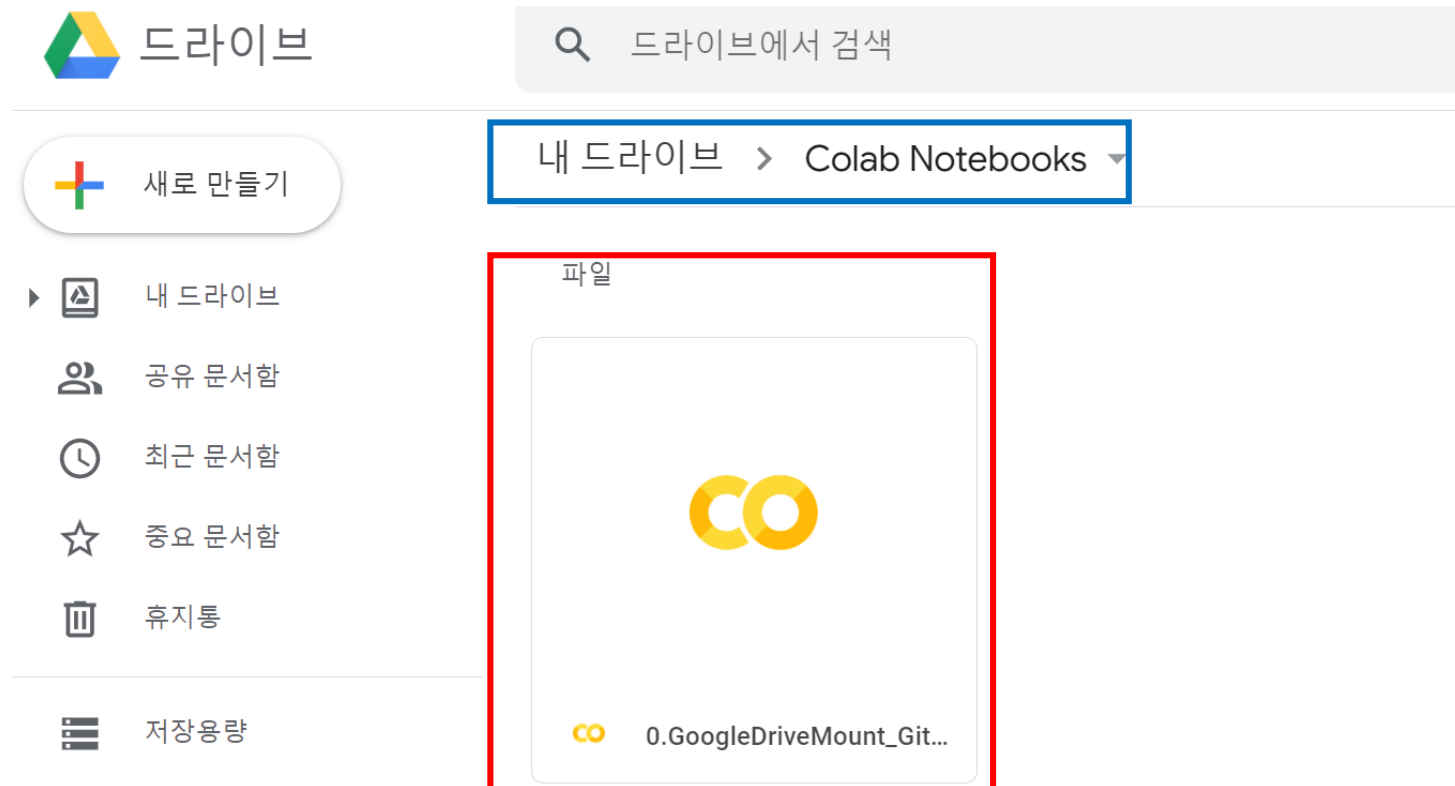 드라이브
드라이브에서 검색
새로 만들기
내 드라이브
공유 문서함
최근 문서함
중요 문서함
휴지통
저장용량
내 드라이브 > Colab Notebooks
파일
0.GoogleDriveMount_Git...